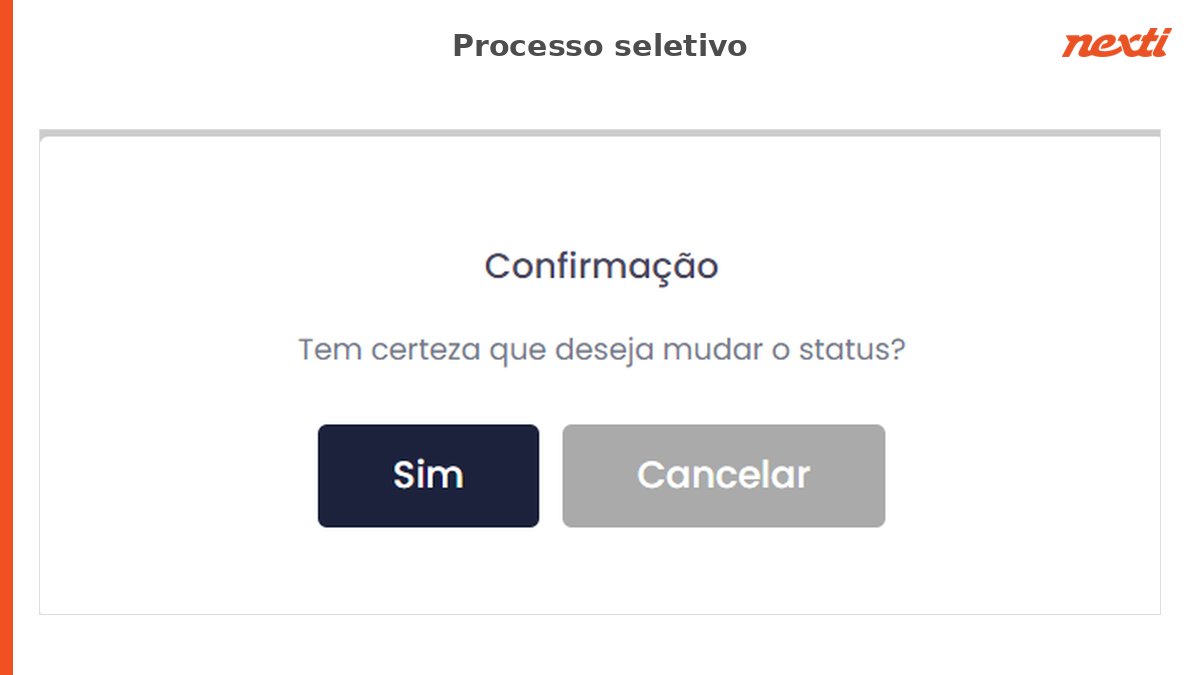 Processo seletivo
nexti
Confirmação
Tem certeza que deseja mudar o status?
Sim
Cancelar